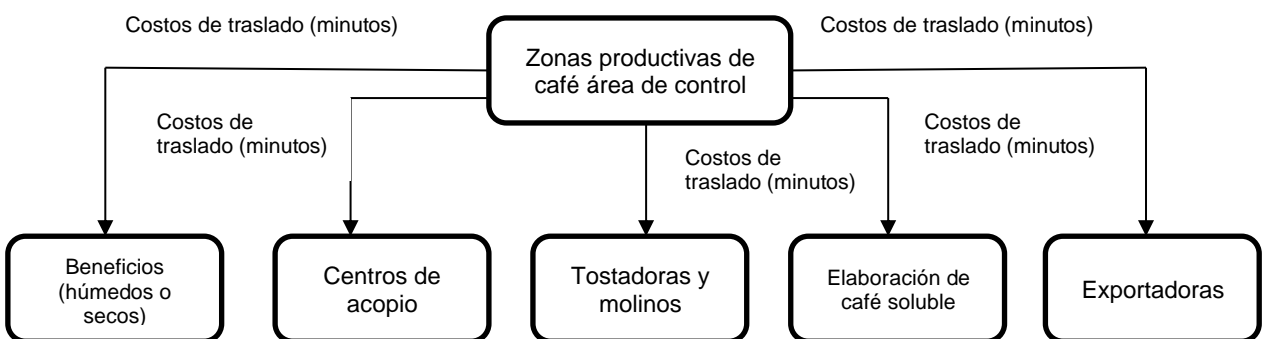 Costos de traslado (minutos)
Costos de traslado (minutos)
Zonas productivas de
café área de control
Costos de
traslado (minutos)
Costos de
traslado (minutos)
Costos de
traslado (minutos)
Beneficios
(húmedos o
secos)
Centros de
acopio
Tostadoras y
molinos
Elaboración de
café soluble
Exportadoras